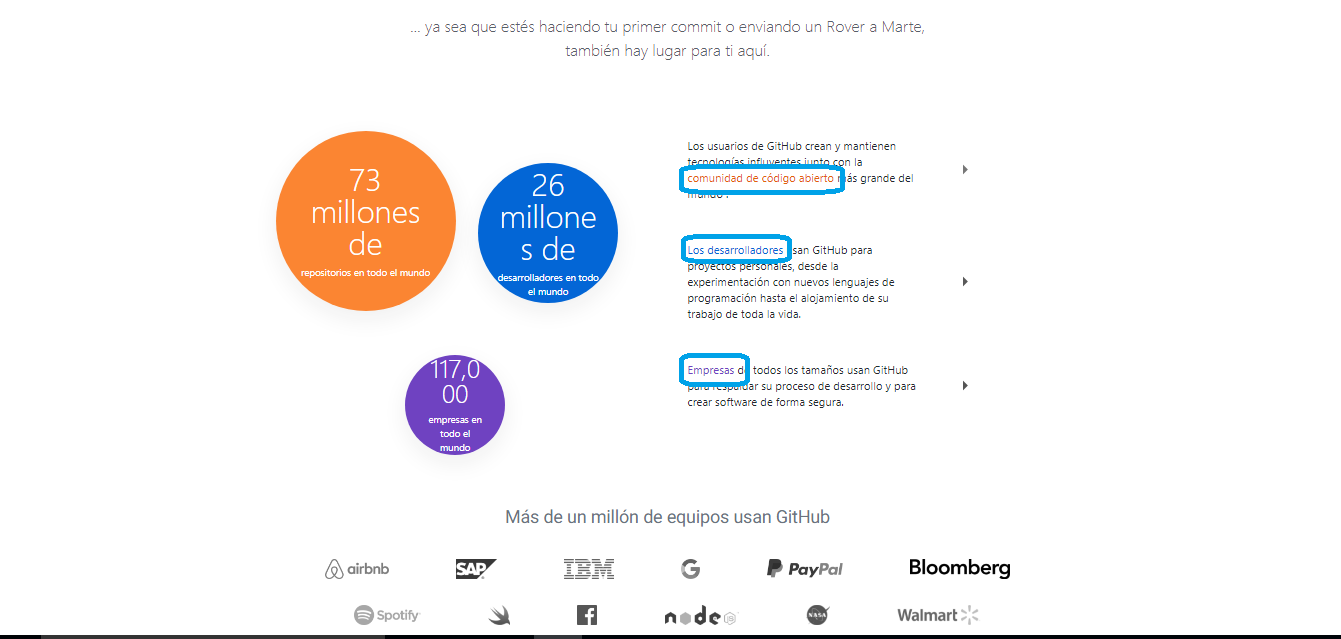 ... ya sea que estés haciendo tu primer commit o enviando un Rover a Marte,
también hay lugar para ti aquí.
73
millones
de
repositorios en todo el mundo
26
millone
s de
desarrolladores en todo
el mundo
117,0
00
empresas en
todo el
mundo
Los usuarios de GitHub crean y mantienen
tecnologías influyentes junto con la
comunidad de código abierto más grande del
mundo .
Los desarrolladores usan GitHub para
proyectos personales, desde la
experimentación con nuevos lenguajes de
programación hasta el alojamiento de su
trabajo de toda la vida.
Empresas de todos los tamaños usan GitHub
para respaldar su proceso de desarrollo y para
crear software de forma segura.
Más de un millón de equipos usan GitHub
airbnb SAP IBM G PayPal Bloomberg
Spotify node JS NASA Walmart